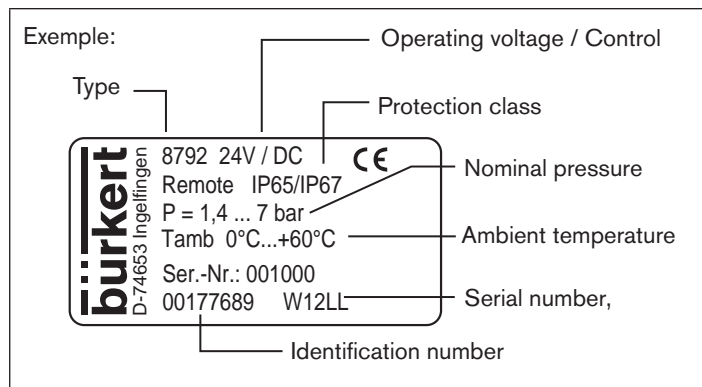 Exemple:
Operating voltage / Control
Type
Protection class
Nominal pressure
Ambient temperature
Serial number,
Identification number
bürkert
D-74653 Ingelfingen
8792 24V / DC CE
Remote IP65/IP67
P = 1,4 ... 7 bar
Tamb 0°C...+60°C
Ser.-Nr.: 001000
00177689 W12LL